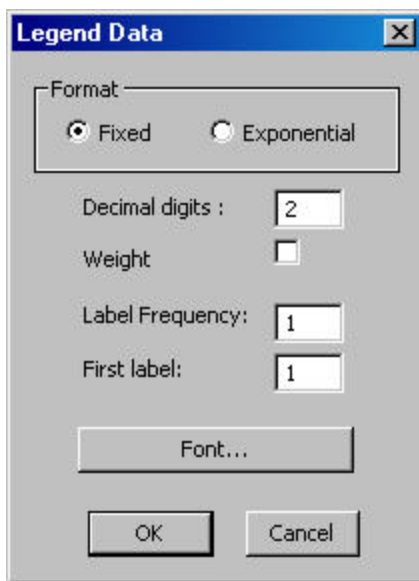 Legend Data
Format
Fixed Exponential
Decimal digits : 2
Weight
Label Frequency: 1
First label: 1
Font...
OK Cancel